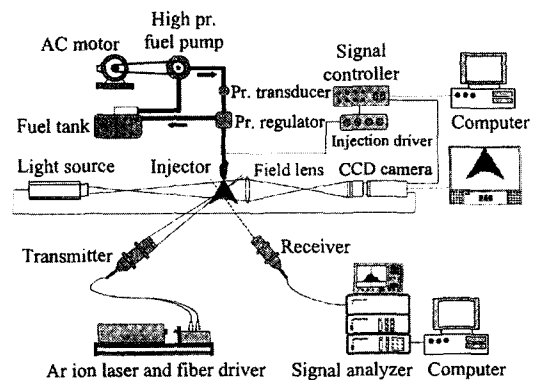 High pr.
fuel pump
AC motor
Signal
controller
Pr. transducer
Fuel tank
Pr. regulator
Injection driver
Computer
Light source
Injector
Field lens
CCD camera
Transmitter
Receiver
Ar ion laser and fiber driver
Signal analyzer
Computer